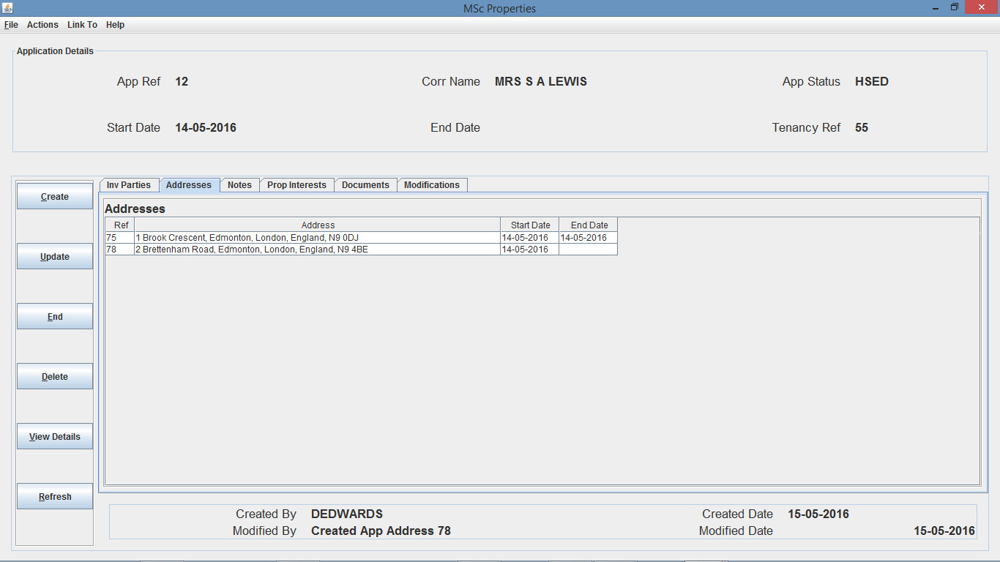 MSc Properties
File Actions Link To Help
Application Details
App Ref 12 Corr Name MRS S A LEWIS App Status HSED
Start Date 14-05-2016 End Date Tenancy Ref 55
Inv Parties Addresses Notes Prop Interests Documents Modifications
Create
Update
End
Delete
View Details
Refresh
Addresses
Ref Address Start Date End Date
75 1 Brook Crescent, Edmonton, London, England, N9 0DJ 14-05-2016 14-05-2016
78 2 Brettenham Road, Edmonton, London, England, N9 4BE 14-05-2016
Created By DEDWARDS Created Date 15-05-2016
Modified By Created App Address 78 Modified Date 15-05-2016